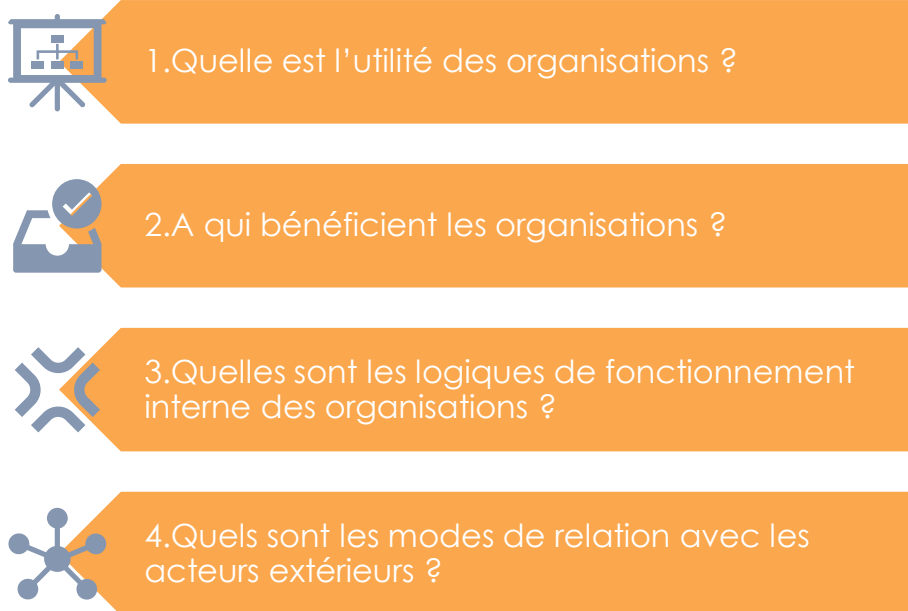 1.Quelle est l’utilité des organisations ?
2.A qui bénéficient les organisations ?
3.Quelles sont les logiques de fonctionnement
interne des organisations ?
4.Quels sont les modes de relation avec les
acteurs extérieurs ?